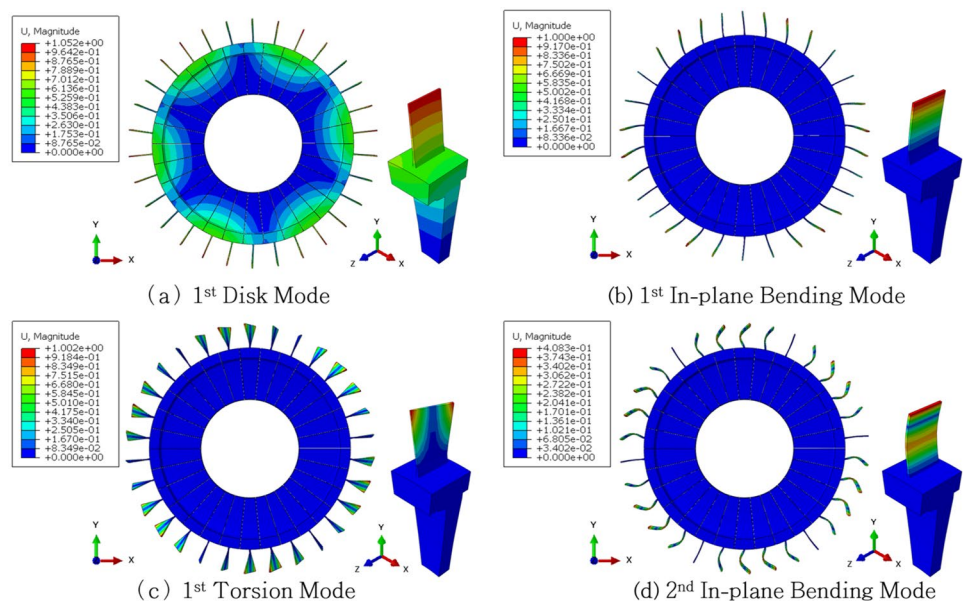 U, Magnitude
+1.052e+00
+9.642e-01
+8.765e-01
+7.889e-01
+7.012e-01
+6.136e-01
+5.259e-01
+4.383e-01
+3.506e-01
+2.630e-01
+1.753e-01
+8.765e-02
+0.000e+00
Y
X
Y
Z
X
(a) 1st Disk Mode
U, Magnitude
+1.000e+00
+9.170e-01
+8.336e-01
+7.502e-01
+6.669e-01
+5.835e-01
+5.002e-01
+4.168e-01
+3.334e-01
+2.501e-01
+1.667e-01
+8.336e-02
+0.000e+00
Y
X
Y
Z
X
(b) 1st In-plane Bending Mode
U, Magnitude
+1.002e+00
+9.184e-01
+8.349e-01
+7.515e-01
+6.680e-01
+5.845e-01
+5.010e-01
+4.175e-01
+3.340e-01
+2.505e-01
+1.670e-01
+8.349e-02
+0.000e+00
Y
X
Y
Z
X
(c) 1st Torsion Mode
U, Magnitude
+4.083e-01
+3.743e-01
+3.402e-01
+3.062e-01
+2.722e-01
+2.382e-01
+2.041e-01
+1.701e-01
+1.361e-01
+1.021e-01
+6.805e-02
+3.402e-02
+0.000e+00
Y
X
Y
Z
X
(d) 2nd In-plane Bending Mode